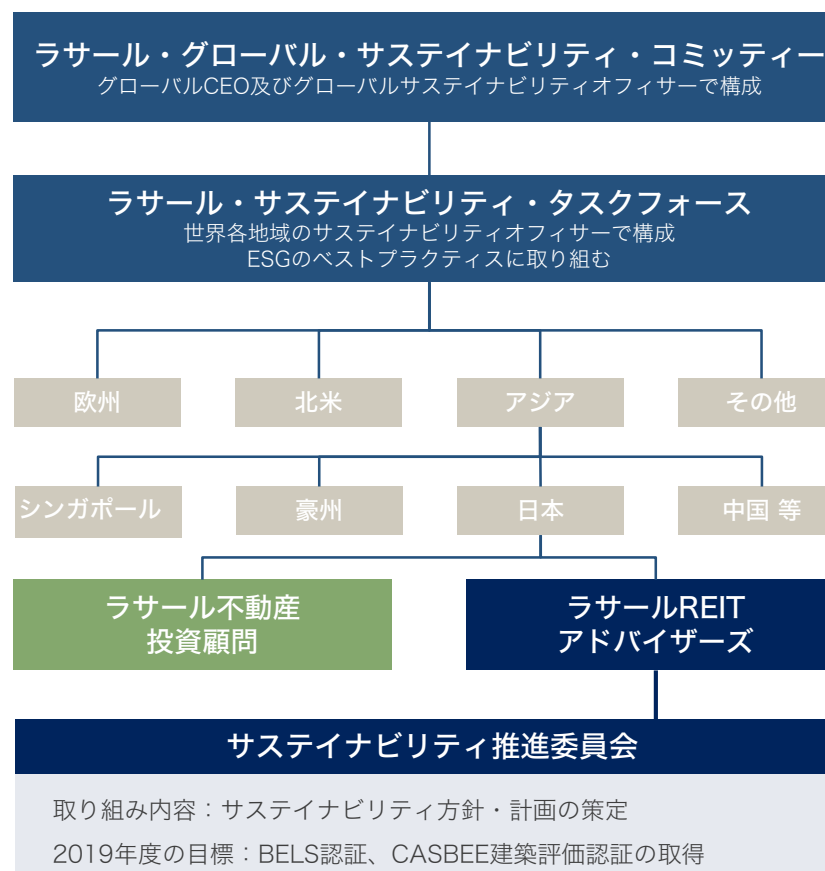 ラサール・グローバル・サステイナビリティ・コミッティー
グローバルCEO及びグローバルサステイナビリティオフィサーで構成
ラサール・サステイナビリティ・タスクフォース
世界各地域のサステイナビリティオフィサーで構成
ESGのベストプラクティスに取り組む
欧州
北米
アジア
その他
シンガポール
豪州
日本
中国 等
ラサール不動産
投資顧問
ラサールREIT
アドバイザーズ
サステイナビリティ推進委員会
取り組み内容：サステイナビリティ方針・計画の策定
2019年度の目標：BELS認証、CASBEE建築評価認証の取得